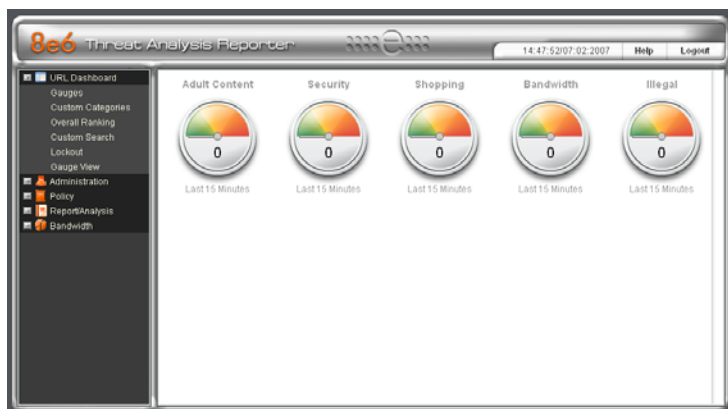 8e6 Threat Analysis Reporter
14:47:52/07:02:2007 Help Logout
URL Dashboard
Gauges
Custom Categories
Overall Ranking
Custom Search
Lockout
Gauge View
Administration
Policy
Report/Analysis
Bandwidth
Adult Content Security Shopping Bandwidth Illegal
0 0 0 0 0
Last 15 Minutes Last 15 Minutes Last 15 Minutes Last 15 Minutes Last 15 Minutes